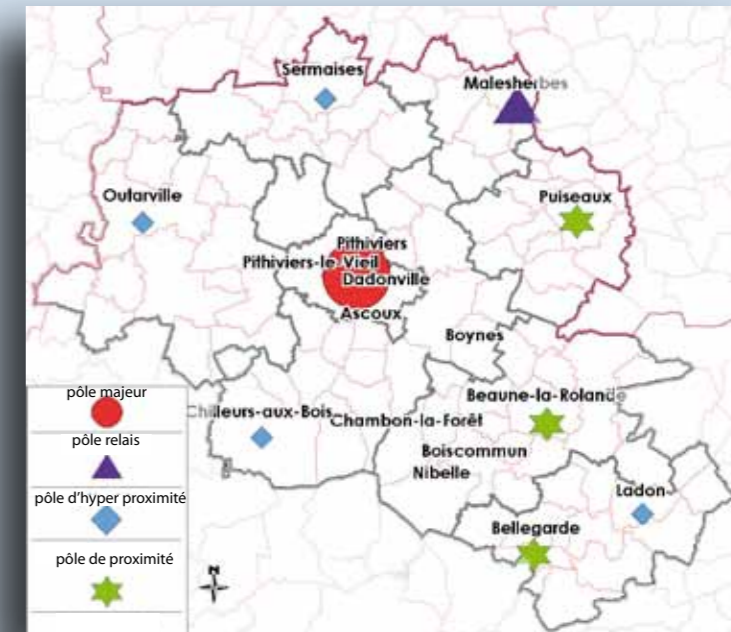 Sermaises
Malesherbes
Outarville
Puiseaux
Pithiviers
Pithiviers-le-Vieil
Dadonville
Ascoux
Boynes
Beaune-la-Rolande
Chilleurs-aux-Bois
Chambon-la-Forêt
Boiscommun
Nibelle
Ladon
Bellegarde
pôle majeur
pôle relais
pôle d'hyper proximité
pôle de proximité
N